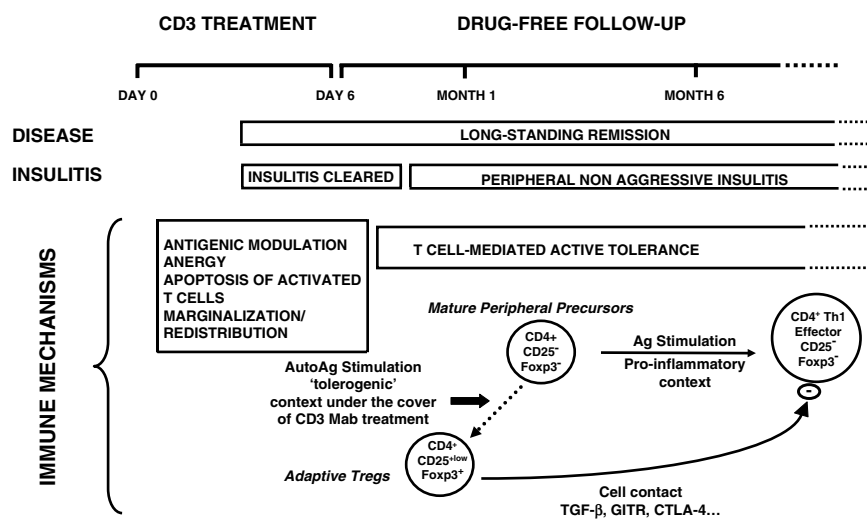 CD3 TREATMENT
DRUG-FREE FOLLOW-UP
DAY 0
DAY 6
MONTH 1
MONTH 6
DISEASE
LONG-STANDING REMISSION
INSULITIS
INSULITIS CLEARED
PERIPHERAL NON AGGRESSIVE INSULITIS
IMMUNE MECHANISMS
ANTIGENIC MODULATION
ANERGY
APOPTOSIS OF ACTIVATED
T CELLS
MARGINALIZATION/
REDISTRIBUTION
T CELL-MEDIATED ACTIVE TOLERANCE
Mature Peripheral Precursors
CD4+
CD25⁻
Foxp3⁻
Ag Stimulation
Pro-inflammatory
context
CD4⁺ Th1
Effector
CD25⁻
Foxp3⁻
-
AutoAg Stimulation
'tolerogenic'
context under the cover
of CD3 Mab treatment
Adaptive Tregs
CD4⁺
CD25⁺ˡᵒʷ
Foxp3⁺
Cell contact
TGF-β, GITR, CTLA-4...